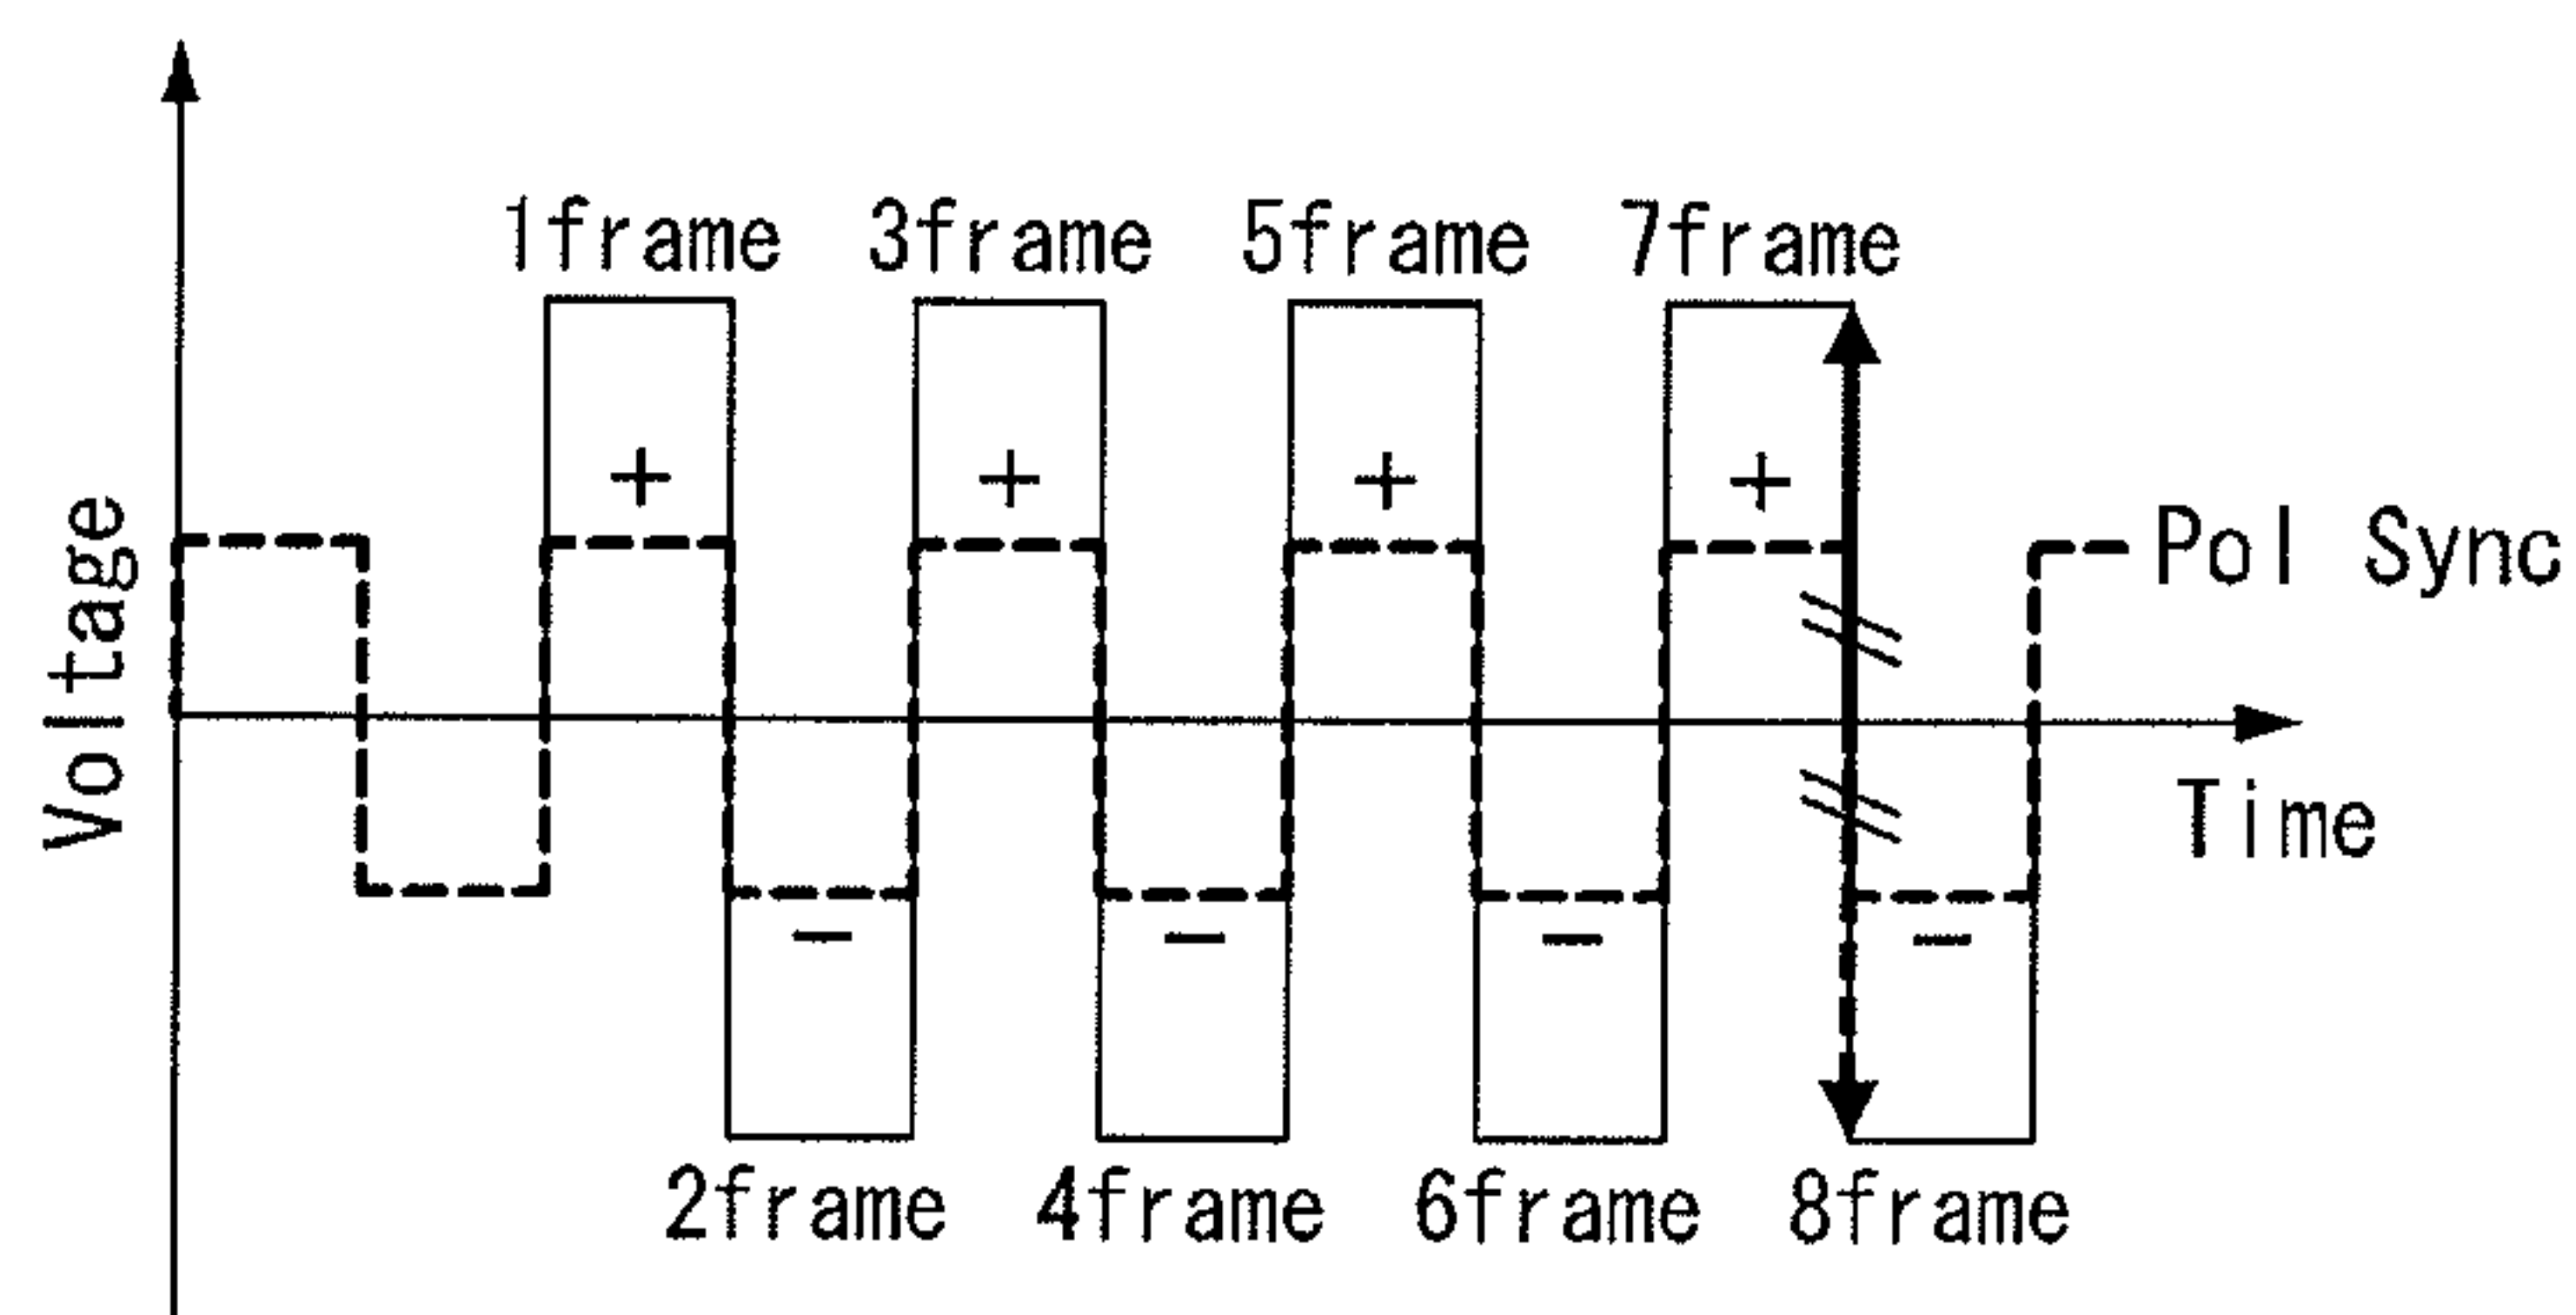 1frame 3frame 5frame 7frame
+ + + +
Pol Sync
Voltage
Time
- - - -
2frame 4frame 6frame 8frame